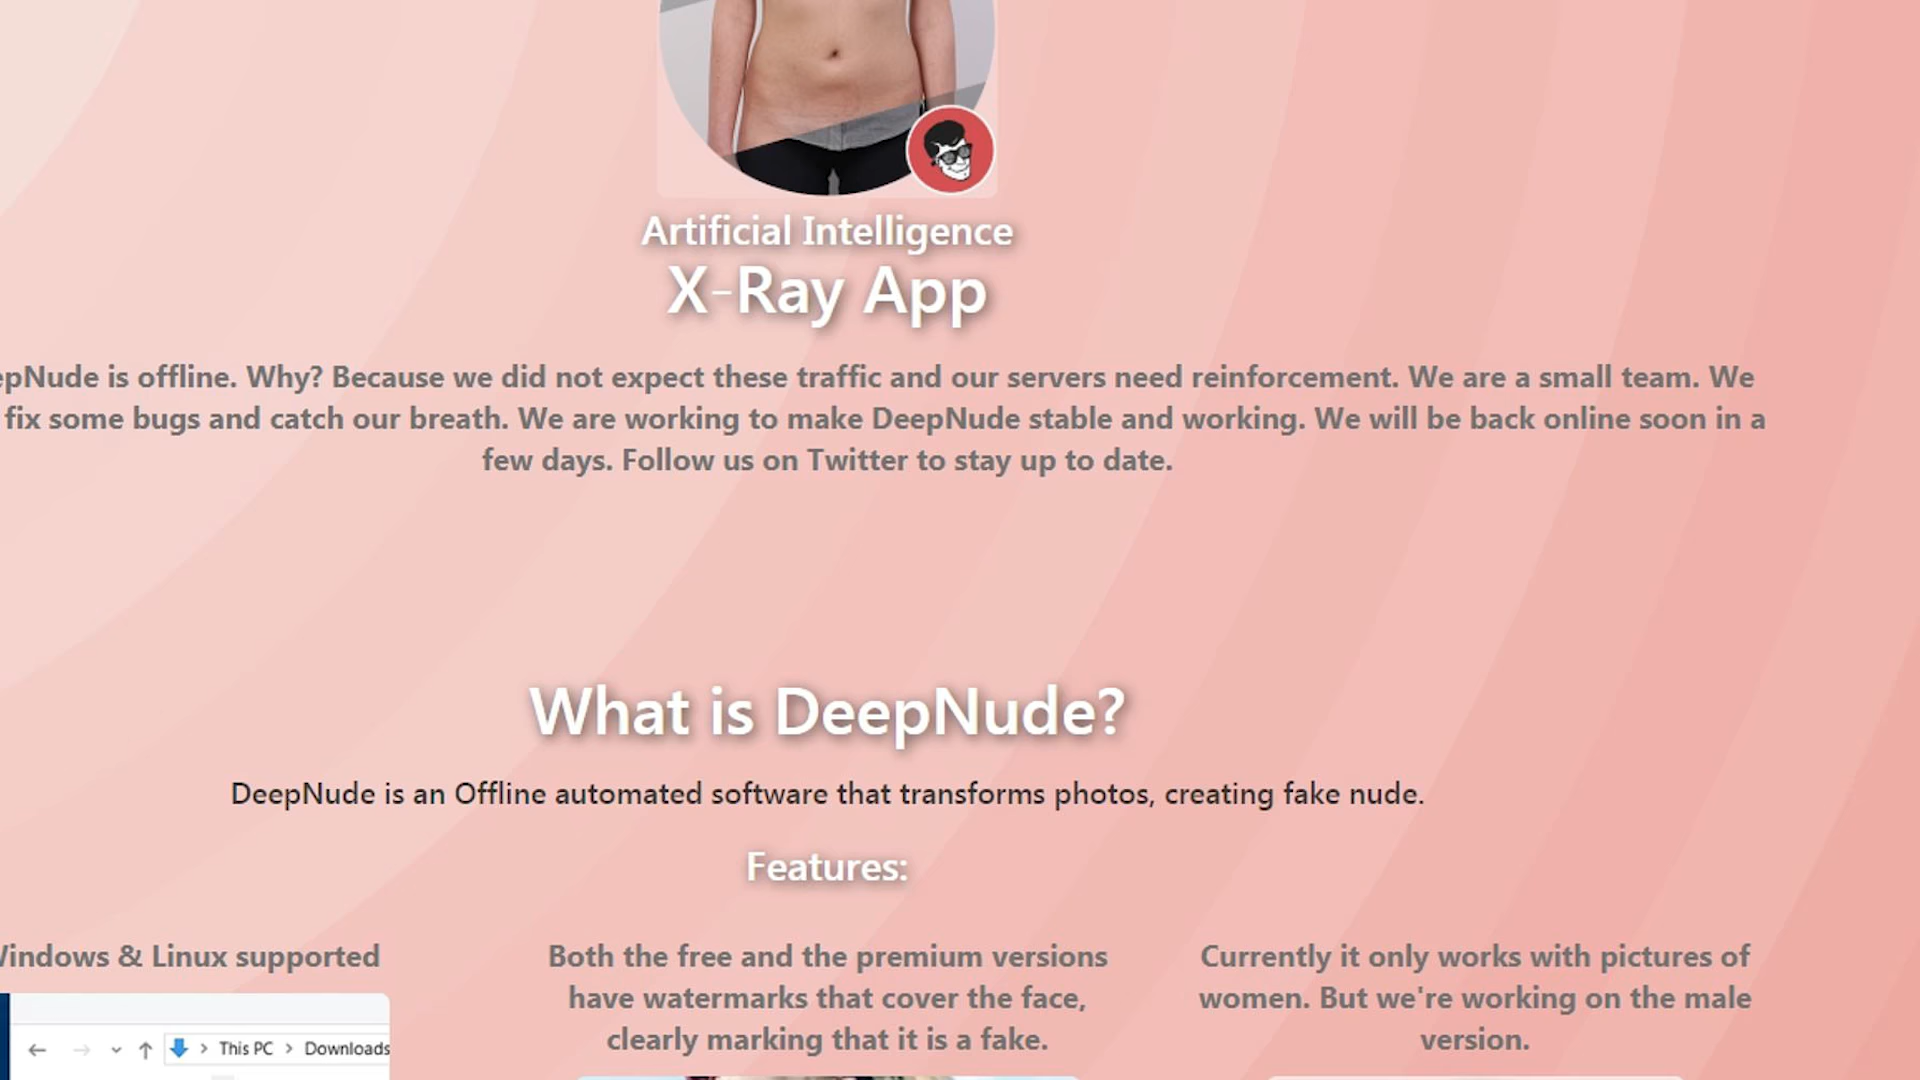 Artificial Intelligence
X-Ray App
epNude is offline. Why? Because we did not expect these traffic and our servers need reinforcement. We are a small team. We
fix some bugs and catch our breath. We are working to make DeepNude stable and working. We will be back online soon in a
few days. Follow us on Twitter to stay up to date.
What is DeepNude?
DeepNude is an Offline automated software that transforms photos, creating fake nude.
Features:
Windows & Linux supported
Both the free and the premium versions
have watermarks that cover the face,
clearly marking that it is a fake.
Currently it only works with pictures of
women. But we're working on the male
version.
This PC > Downloads